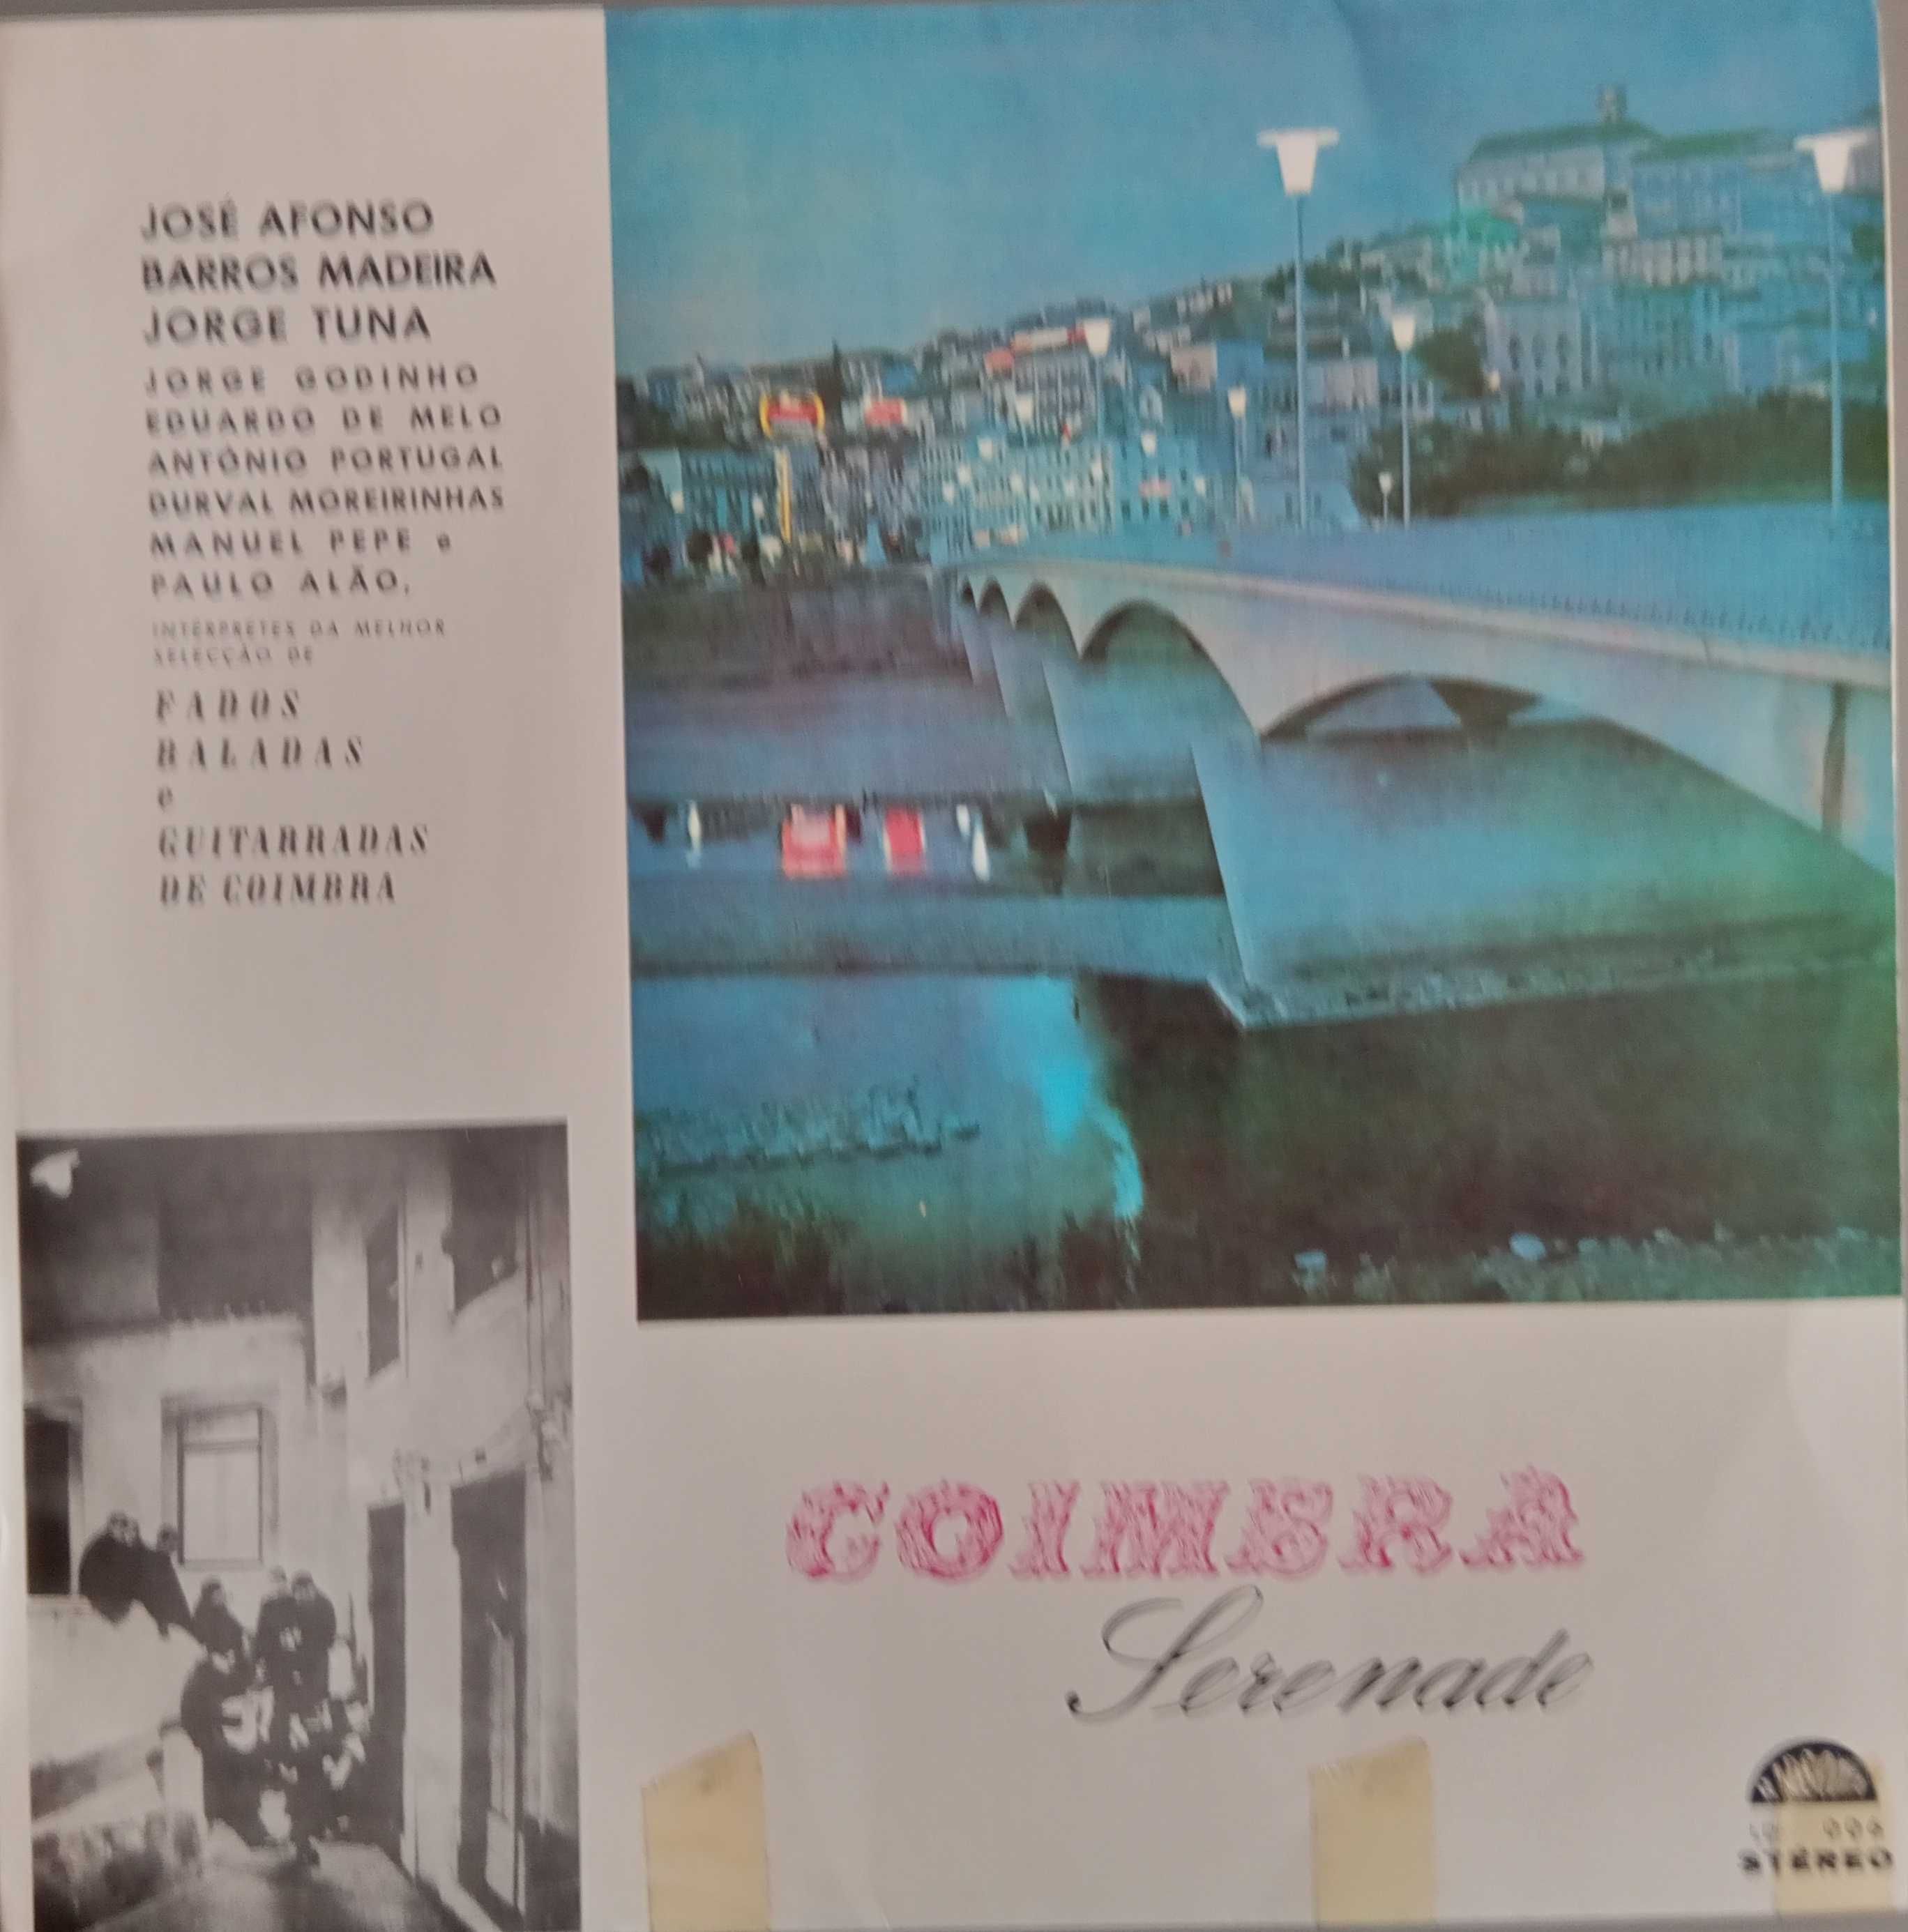 JOSÉ AFONSO
BARROS MADEIRA
JORGE TUNA
JORGE GODINHO
EDUARDO DE MELO
ANTÓNIO PORTUGAL
DURVAL MOREIRINHAS
MANUEL PEPE e
PAULO ALÃO,
INTÉRPRETES DA MELHOR
SELECÇÃO DE
FADOS
BALADAS
e
GUITARRADAS
DE COIMBRA
COIMBRA
Serenade
STÉREO